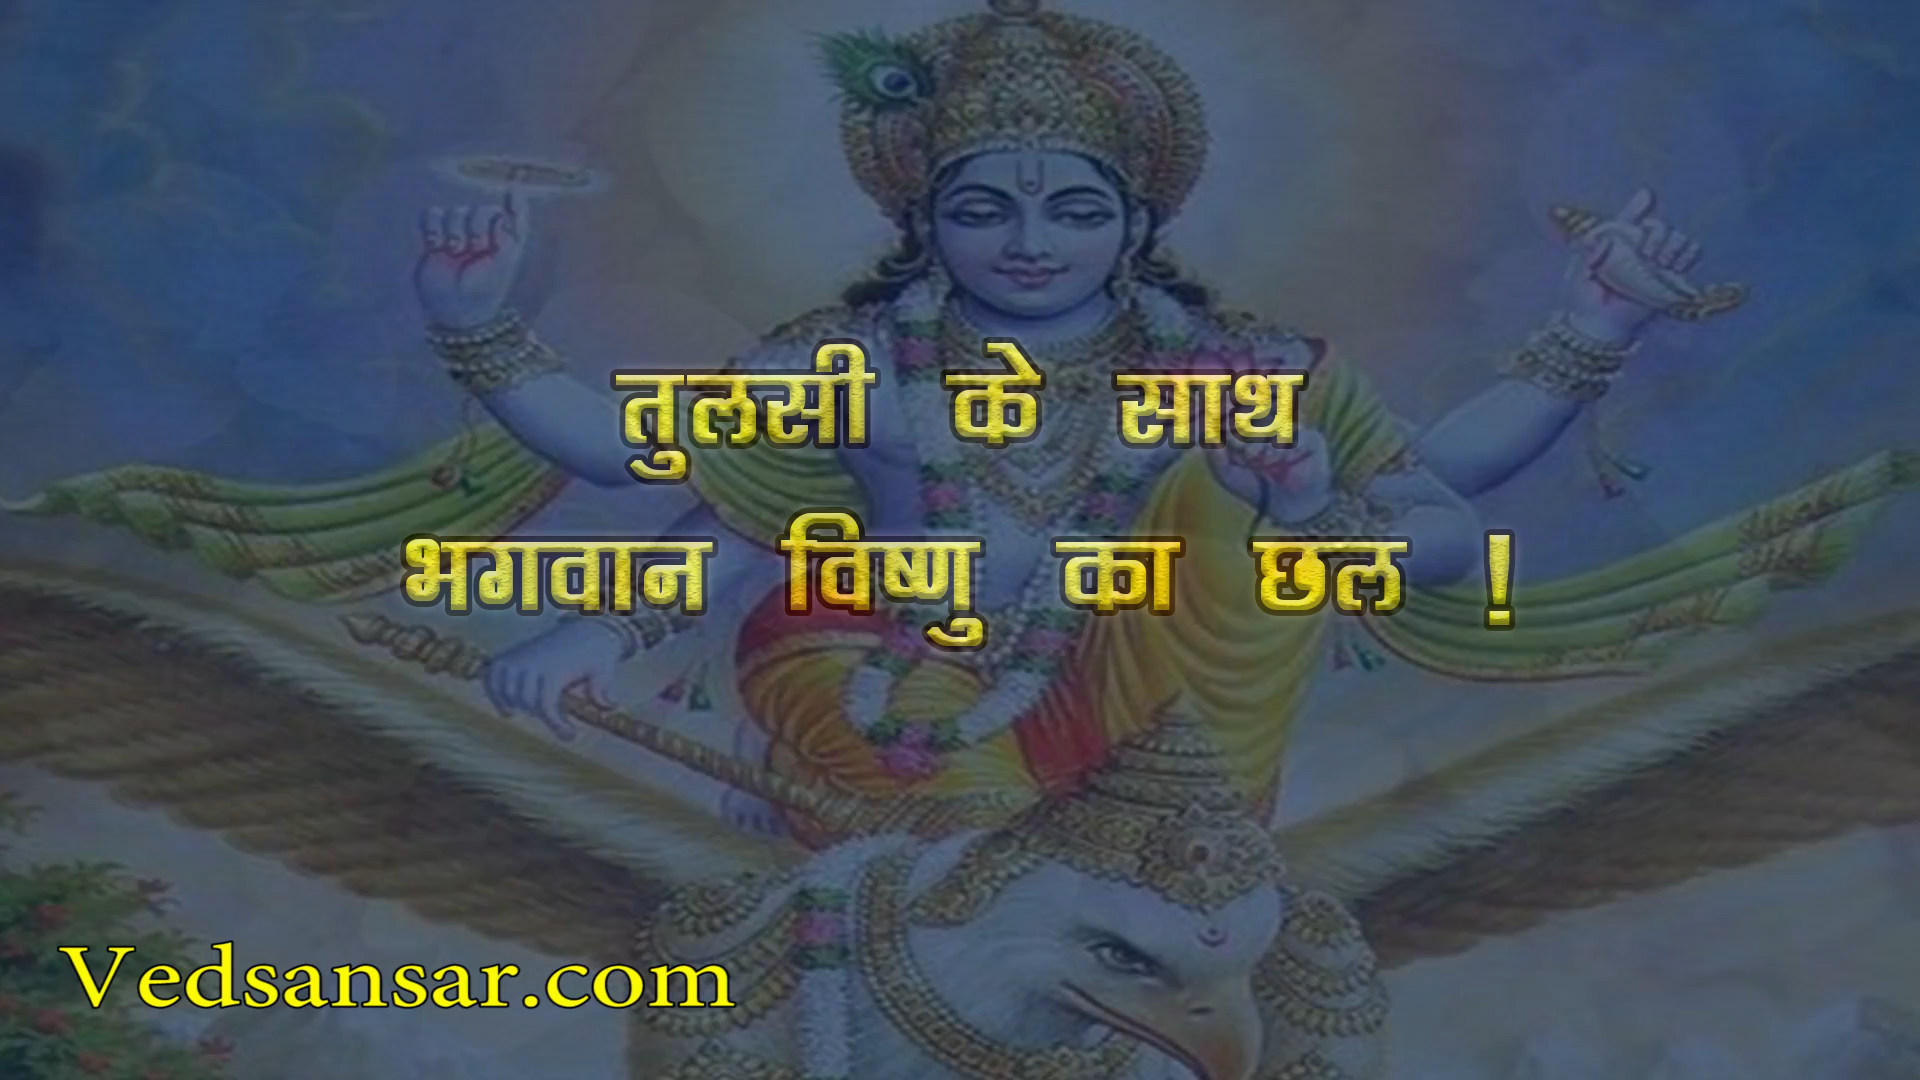 तुलसी के साथ
भगवान विष्णु का छल !
Vedsansar.com